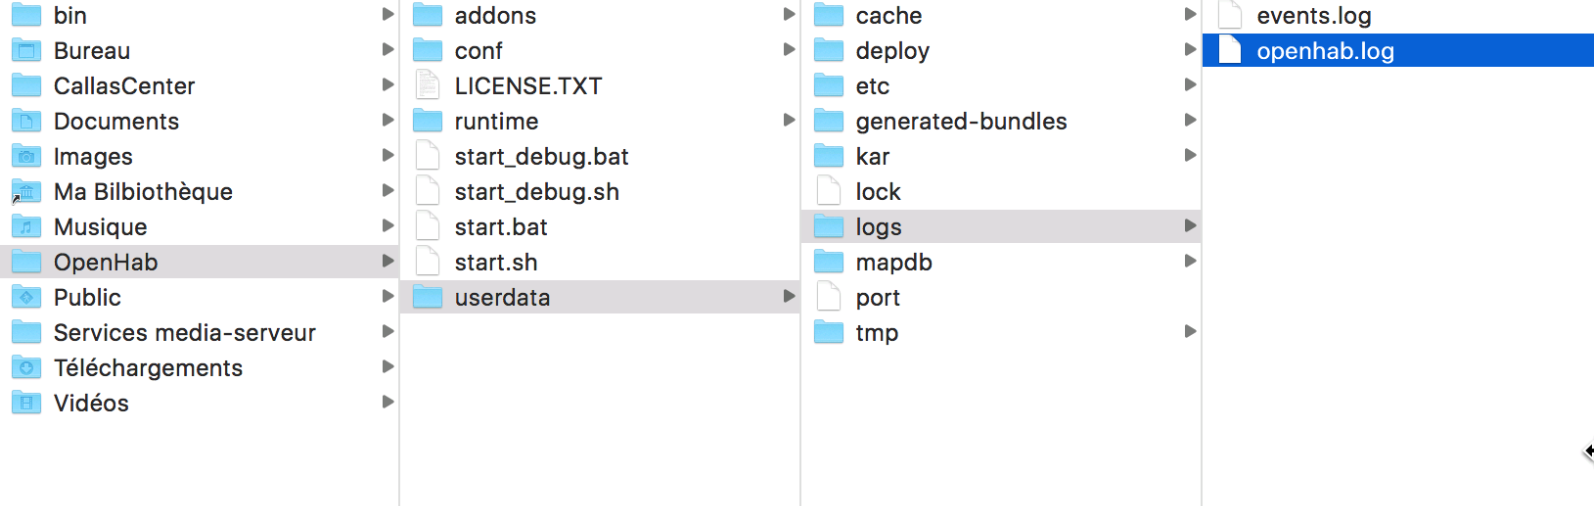 bin
Bureau
CallasCenter
Documents
Images
Ma Bilbiothèque
Musique
OpenHab
Public
Services media-serveur
Téléchargements
Vidéos
addons
conf
LICENSE.TXT
runtime
start_debug.bat
start_debug.sh
start.bat
start.sh
userdata
cache
deploy
etc
generated-bundles
kar
lock
logs
mapdb
port
tmp
events.log
openhab.log